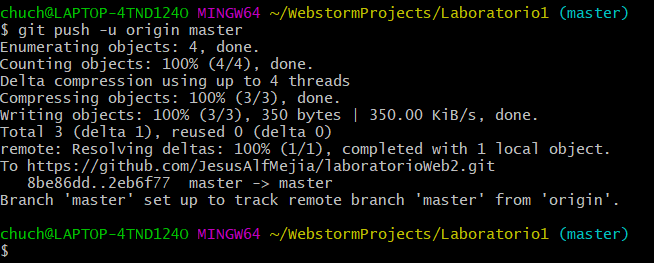 chuch@LAPTOP-4TND124O MINGW64 ~/WebstormProjects/Laboratorio1 (master)
$ git push -u origin master
Enumerating objects: 4, done.
Counting objects: 100% (4/4), done.
Delta compression using up to 4 threads
Compressing objects: 100% (3/3), done.
Writing objects: 100% (3/3), 350 bytes | 350.00 KiB/s, done.
Total 3 (delta 1), reused 0 (delta 0)
remote: Resolving deltas: 100% (1/1), completed with 1 local object.
To https://github.com/JesusAlfMejia/laboratorioWeb2.git
   8be86dd..2eb6f77  master -> master
Branch 'master' set up to track remote branch 'master' from 'origin'.
chuch@LAPTOP-4TND124O MINGW64 ~/WebstormProjects/Laboratorio1 (master)
$